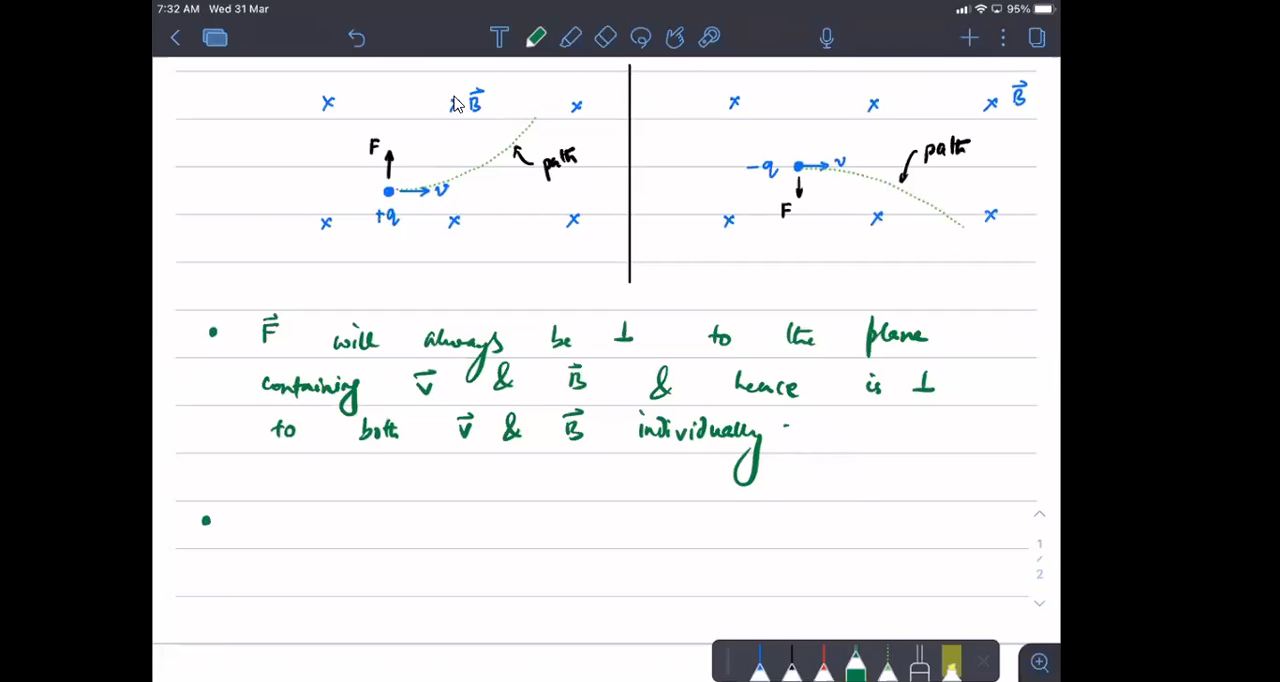 7:32 AM Wed 31 Mar
95%
T
x x B⃗ x
F
path
v
+q
x x x
x x x B⃗
path
-q v
F
x x x
• F⃗ will always be ⊥ to the plane
containing v⃗ & B⃗ & hence is ⊥
to both v⃗ & B⃗ individually.
•
1
/
2